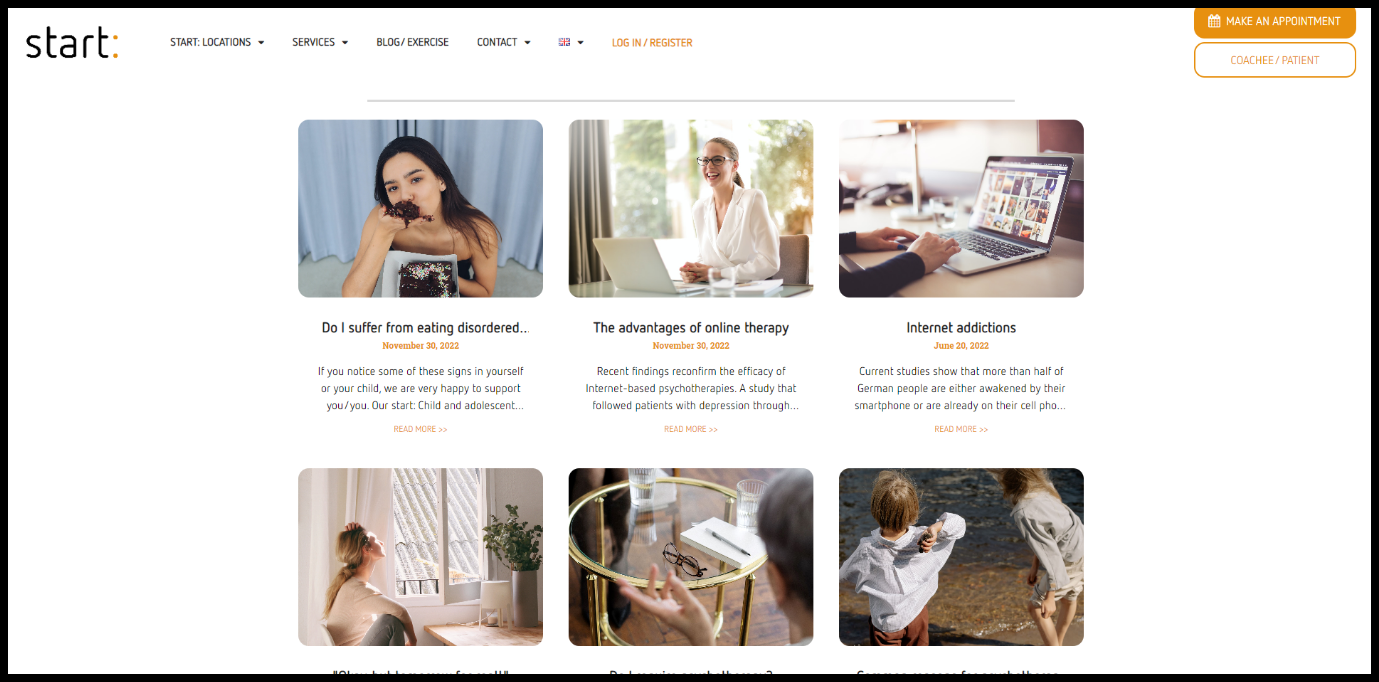 start:
START: LOCATIONS
SERVICES
BLOG/ EXERCISE
CONTACT
LOG IN / REGISTER
MAKE AN APPOINTMENT
COACHEE / PATIENT
Do I suffer from eating disordered...
November 30, 2022
If you notice some of these signs in yourself
or your child, we are very happy to support
you/you. Our start: Child and adolescent...
READ MORE >>
The advantages of online therapy
November 30, 2022
Recent findings reconfirm the efficacy of
Internet-based psychotherapies. A study that
followed patients with depression through...
READ MORE >>
Internet addictions
June 20, 2022
Current studies show that more than half of
German people are either awakened by their
smartphone or are already on their cell pho...
READ MORE >>